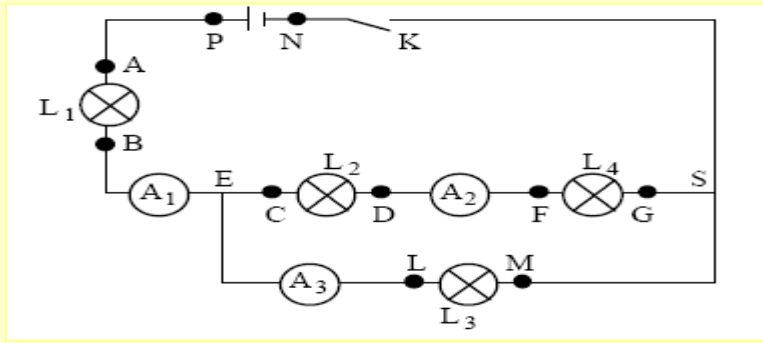 P N K
A
L1
B
L2 L4
A1 E C D A2 F G S
A3 L M
L3